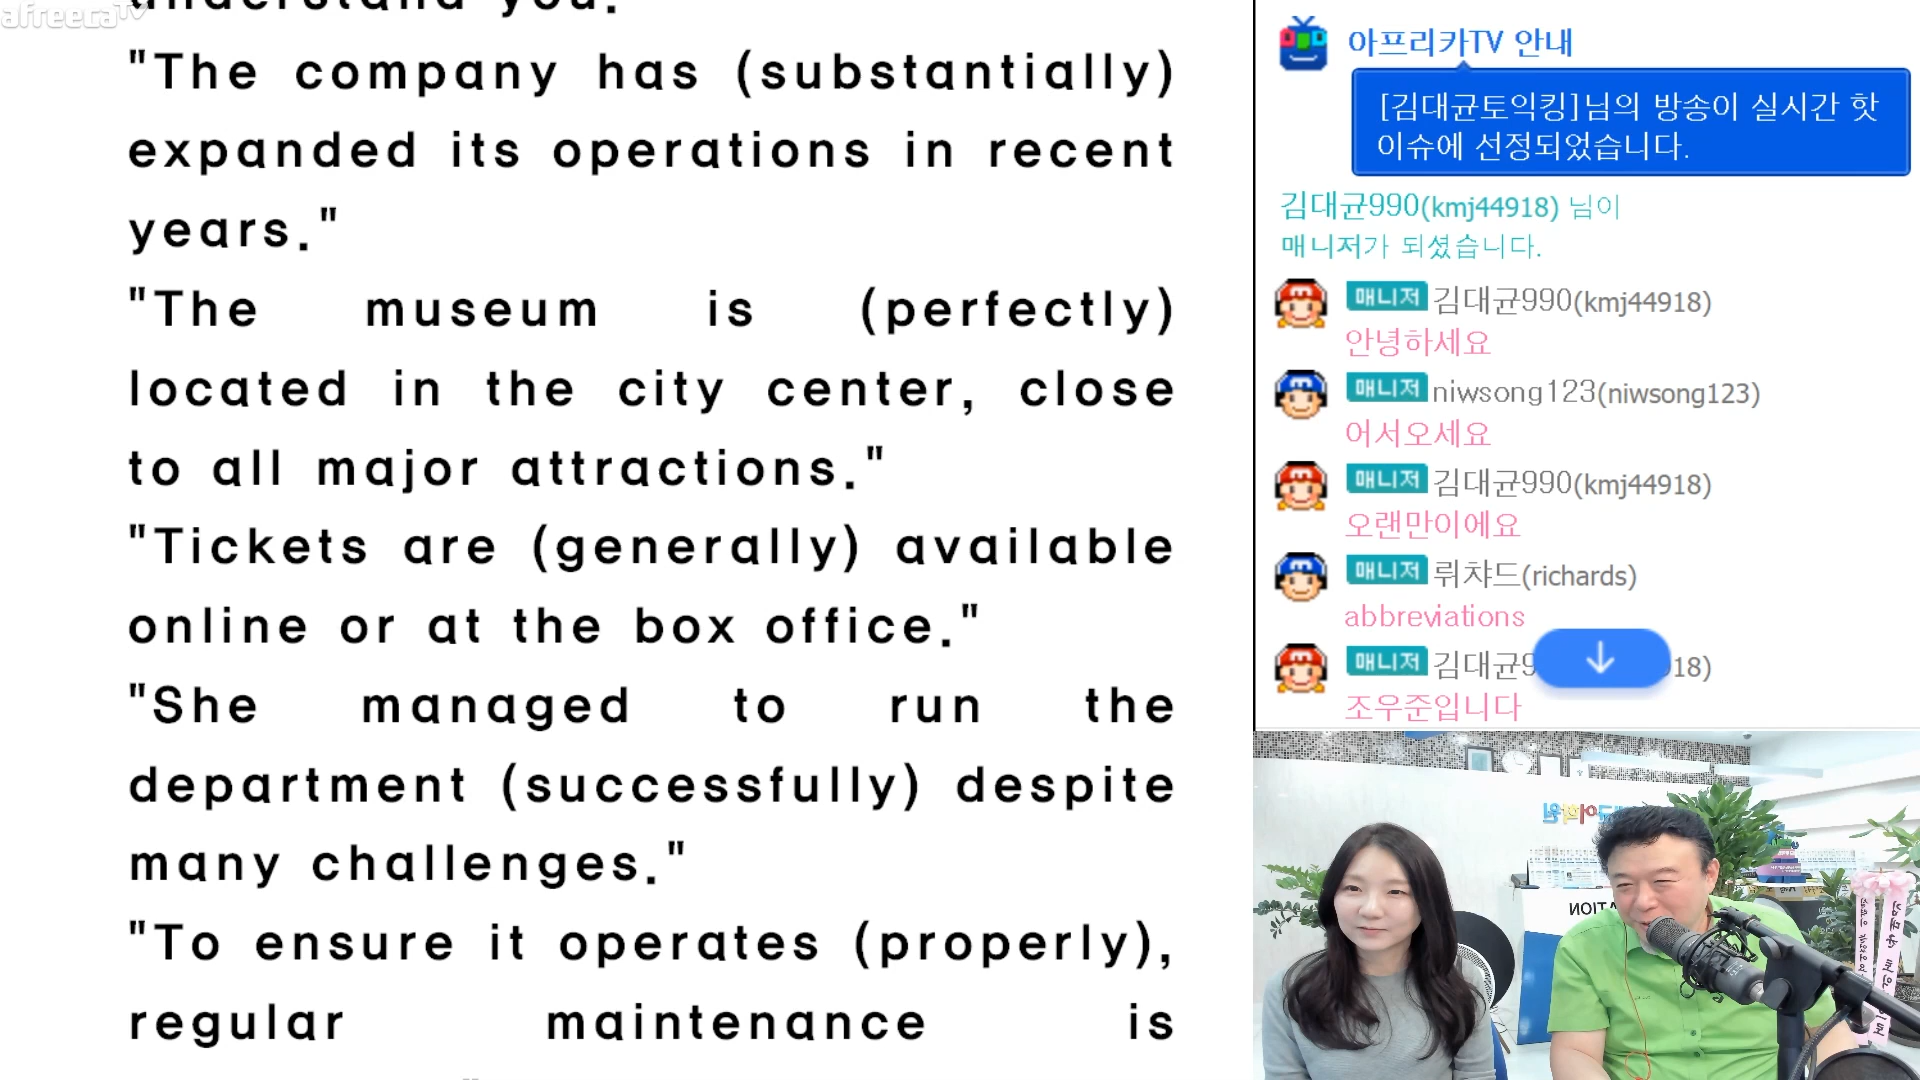 afreecaTV
understand you."
"The company has (substantially)
expanded its operations in recent
years."
"The museum is (perfectly)
located in the city center, close
to all major attractions."
"Tickets are (generally) available
online or at the box office."
"She managed to run the
department (successfully) despite
many challenges."
"To ensure it operates (properly),
regular maintenance is
아프리카TV 안내
[김대균토익킹]님의 방송이 실시간 핫
이슈에 선정되었습니다.
김대균990(kmj44918) 님이
매니저가 되셨습니다.
매니저 김대균990(kmj44918)
안녕하세요
매니저 niwsong123(niwsong123)
어서오세요
매니저 김대균990(kmj44918)
오랜만이에요
매니저 뤼챠드(richards)
abbreviations
매니저 김대균9 18)
조우준입니다